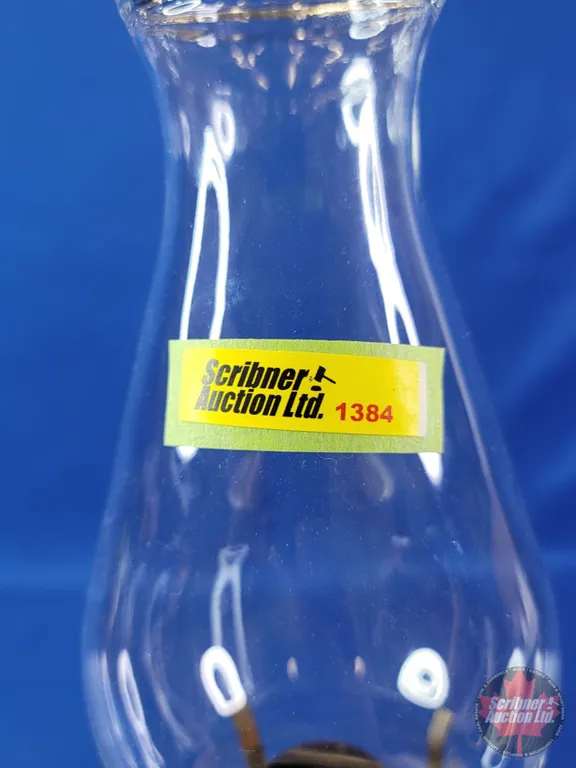 Scribner
Auction Ltd. 1384
Scribner
Auction Ltd.